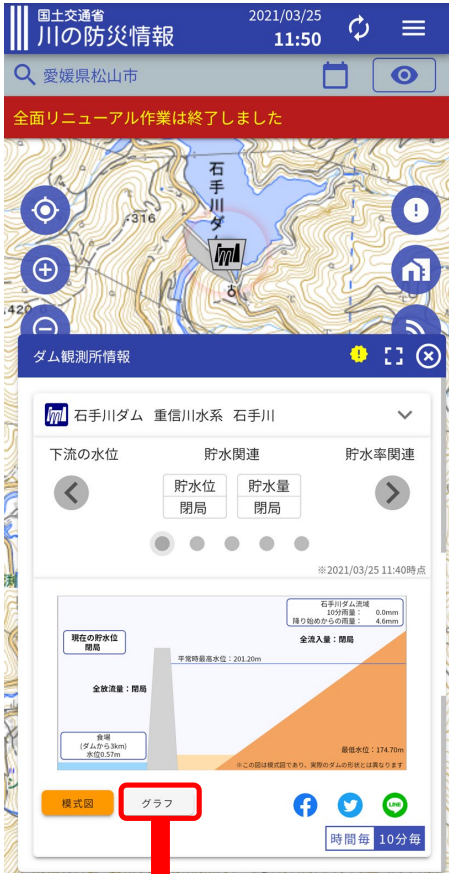 国土交通省
川の防災情報
2021/03/25
11:50
愛媛県松山市
全面リニューアル作業は終了しました
石手川ダム
316
420
ダム観測所情報
石手川ダム 重信川水系 石手川
下流の水位 貯水関連 貯水率関連
貯水位 貯水量
閉局 閉局
※2021/03/25 11:40時点
石手川ダム流域
10分雨量： 0.0mm
降り始めからの雨量： 4.6mm
現在の貯水位
閉局
全流入量：閉局
平常時最高水位：201.20m
全放流量：閉局
食場
(ダムから3km)
水位0.57m
最低水位：174.70m
※この図は模式図であり、実際のダムの形状とは異なります
模式図 グラフ
LINE
時間毎 10分毎